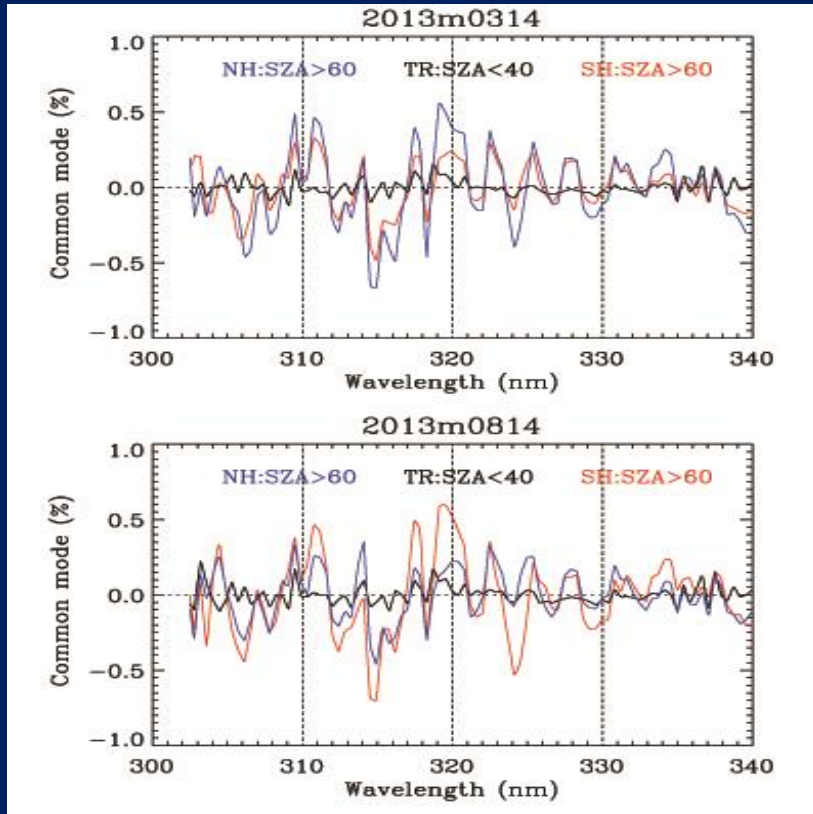 2013m0314
NH:SZA>60 TR:SZA<40 SH:SZA>60
1.0
0.5
0.0
−0.5
−1.0
Common mode (%)
300 310 320 330 340
Wavelength (nm)
2013m0814
NH:SZA>60 TR:SZA<40 SH:SZA>60
1.0
0.5
0.0
−0.5
−1.0
Common mode (%)
300 310 320 330 340
Wavelength (nm)